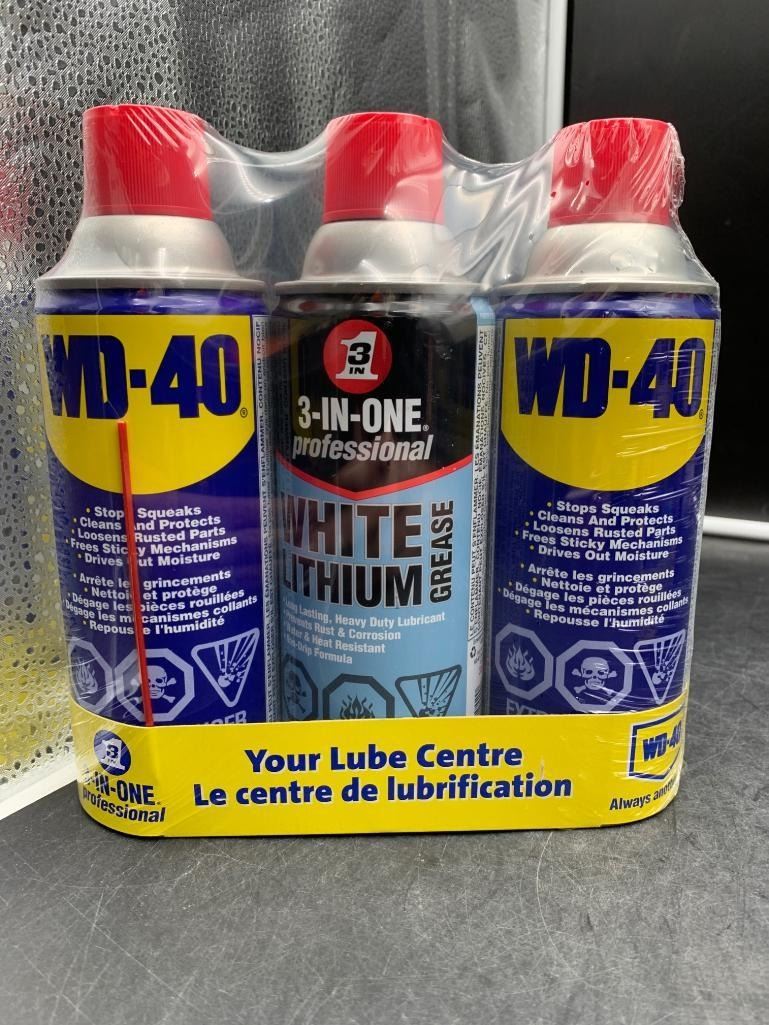 WD-40®
• Stops Squeaks
• Cleans And Protects
• Loosens Rusted Parts
• Frees Sticky Mechanisms
• Drives Out Moisture
• Arrête les grincements
• Nettoie et protège
• Dégage les pièces rouillées
• Dégage les mécanismes collants
• Repousse l'humidité
3
IN
1
3-IN-ONE®
professional
WHITE
LITHIUM
GREASE
Lasting, Heavy Duty Lubricant
Rust & Corrosion
& Heat Resistant
Formula
WD-40®
• Stops Squeaks
• Cleans And Protects
• Loosens Rusted Parts
• Frees Sticky Mechanisms
• Drives Out Moisture
• Arrête les grincements
• Nettoie et protège
• Dégage les pièces rouillées
• Dégage les mécanismes collants
• Repousse l'humidité
3
IN
1
3-IN-ONE®
professional
Your Lube Centre
Le centre de lubrification
WD-40
Always